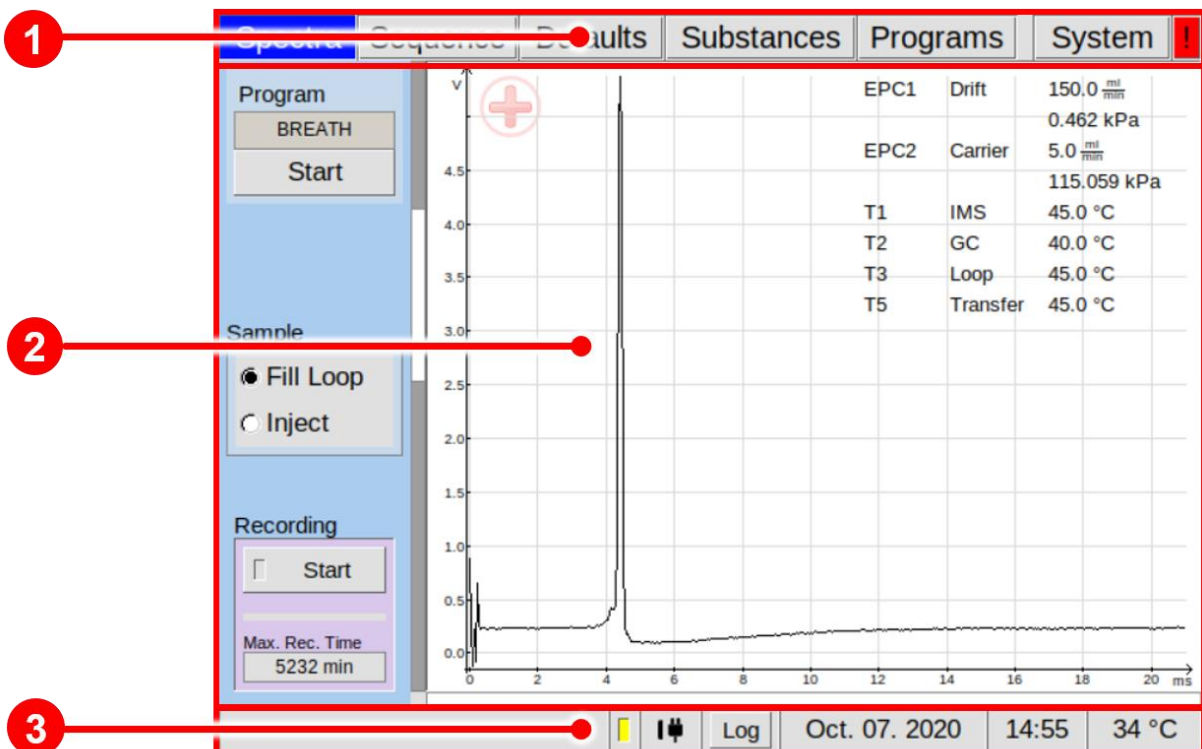 1
Spectra Sequence Defaults Substances Programs System !
Program
BREATH
Start
Sample
Fill Loop
Inject
Recording
Start
Max. Rec. Time
5232 min
2
V
4.5
4.0
3.5
3.0
2.5
2.0
1.5
1.0
0.5
0.0
0 2 4 6 8 10 12 14 16 18 20 ms
EPC1 Drift 150.0 ml/min
0.462 kPa
EPC2 Carrier 5.0 ml/min
115.059 kPa
T1 IMS 45.0 °C
T2 GC 40.0 °C
T3 Loop 45.0 °C
T5 Transfer 45.0 °C
3
Log Oct. 07. 2020 14:55 34 °C